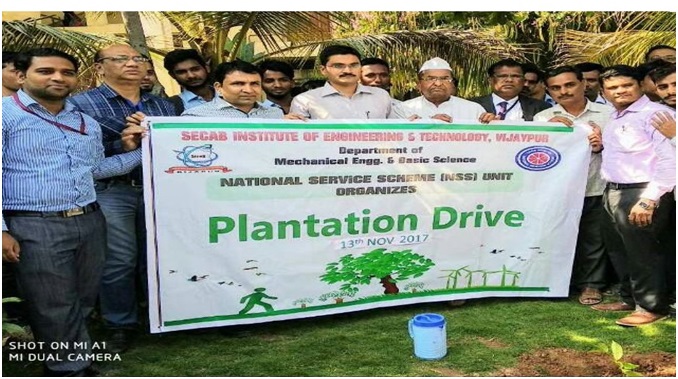 SECAB INSTITUTE OF ENGINEERING & TECHNOLOGY, VIJAYPUR
Department of
Mechanical Engg. & Basic Science
NATIONAL SERVICE SCHEME (NSS) UNIT
ORGANIZES
Plantation Drive
13th NOV 2017
SHOT ON MI A1
MI DUAL CAMERA